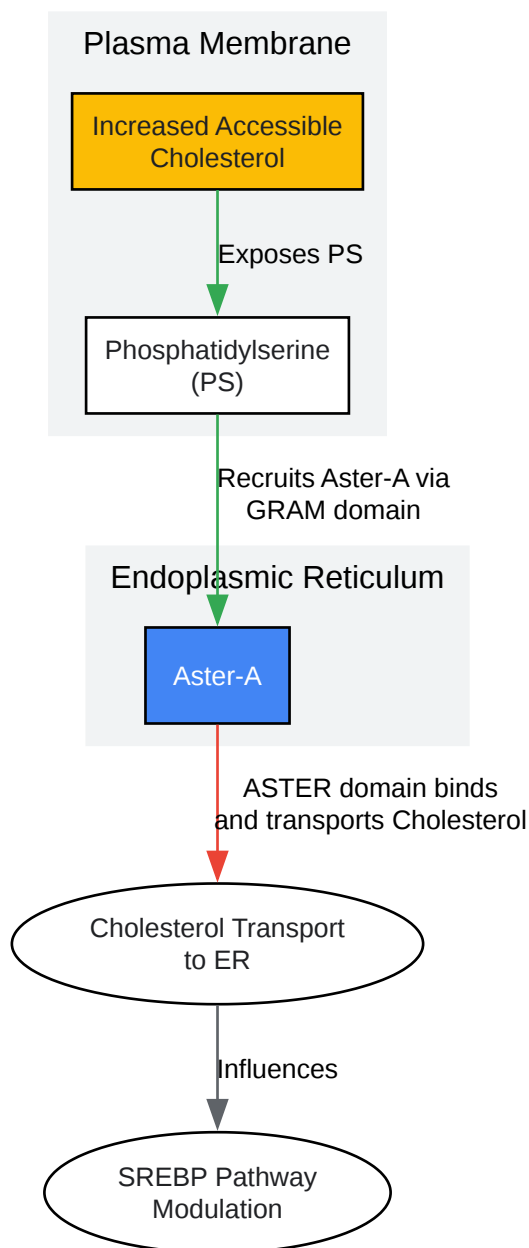 Plasma Membrane
Increased Accessible
Cholesterol
Exposes PS
Phosphatidylserine
(PS)
Recruits Aster-A via
GRAM domain
Endoplasmic Reticulum
Aster-A
ASTER domain binds
and transports Cholesterol
Cholesterol Transport
to ER
Influences
SREBP Pathway
Modulation